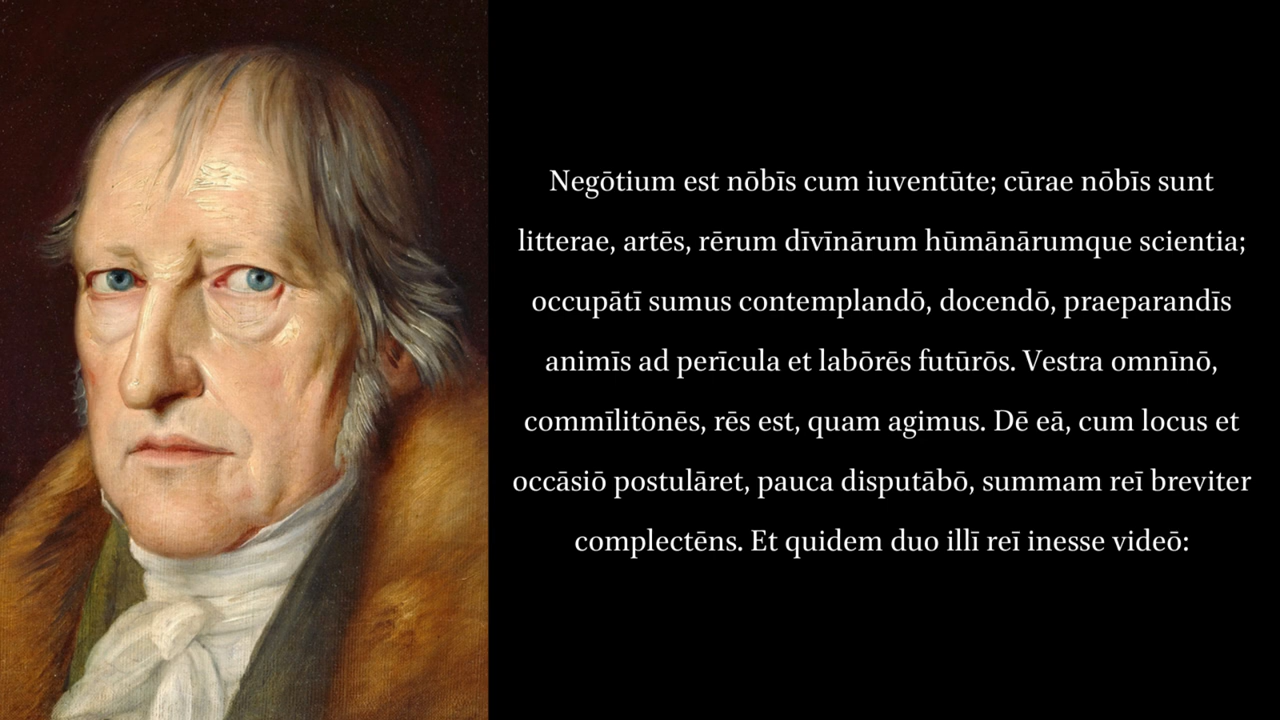 Negōtium est nōbīs cum iuventūte; cūrae nōbīs sunt
litterae, artēs, rērum dīvīnārum hūmānārumque scientia;
occupātī sumus contemplandō, docendō, praeparandīs
animīs ad perīcula et labōrēs futūrōs. Vestra omnīnō,
commīlitōnēs, rēs est, quam agimus. Dē eā, cum locus et
occāsiō postulāret, pauca disputābō, summam reī breviter
complectēns. Et quidem duo illī reī inesse videō: